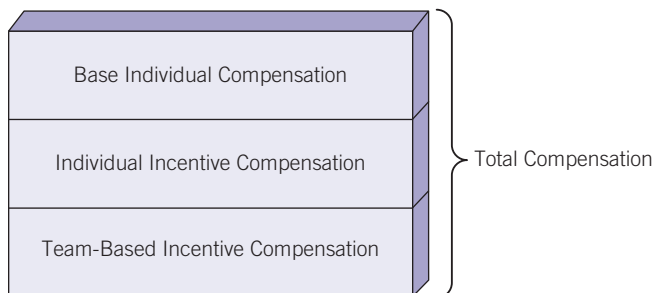 Base Individual Compensation
Individual Incentive Compensation
Total Compensation
Team-Based Incentive Compensation